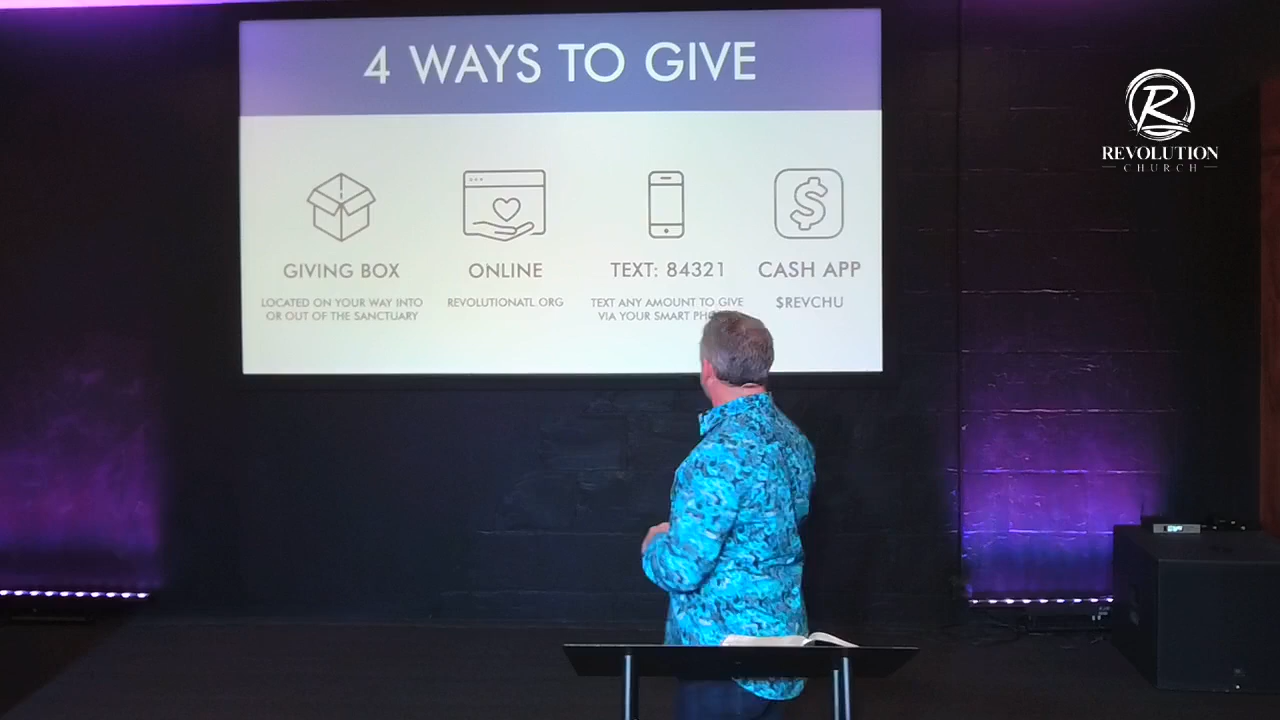 4 WAYS TO GIVE
GIVING BOX
LOCATED ON YOUR WAY INTO
OR OUT OF THE SANCTUARY
ONLINE
REVOLUTIONATL.ORG
TEXT: 84321
TEXT ANY AMOUNT TO GIVE
VIA YOUR SMART
CASH APP
$REVCHU
R
REVOLUTION
CHURCH